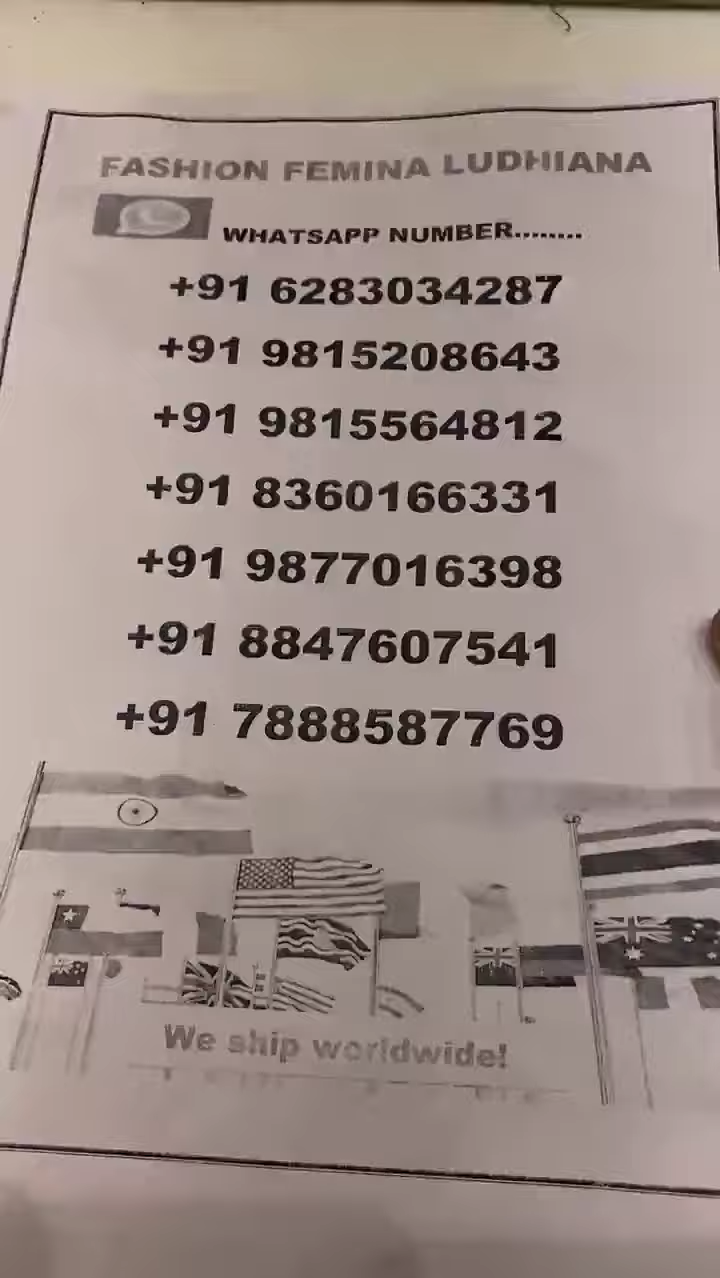 FASHION FEMINA LUDHIANA
WHATSAPP NUMBER........
+91 6283034287
+91 9815208643
+91 9815564812
+91 8360166331
+91 9877016398
+91 8847607541
+91 7888587769
We ship worldwide!